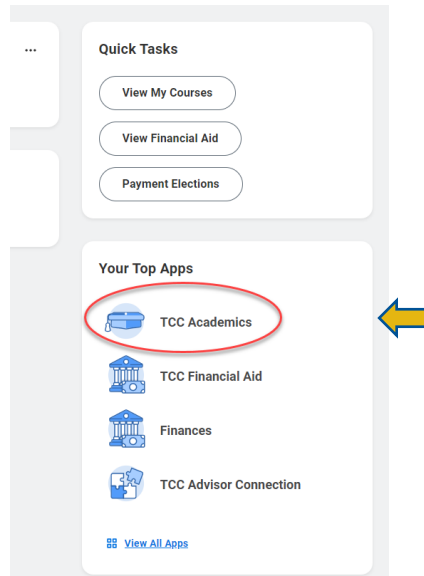 Quick Tasks
View My Courses
View Financial Aid
Payment Elections
Your Top Apps
TCC Academics
TCC Financial Aid
Finances
TCC Advisor Connection
View All Apps